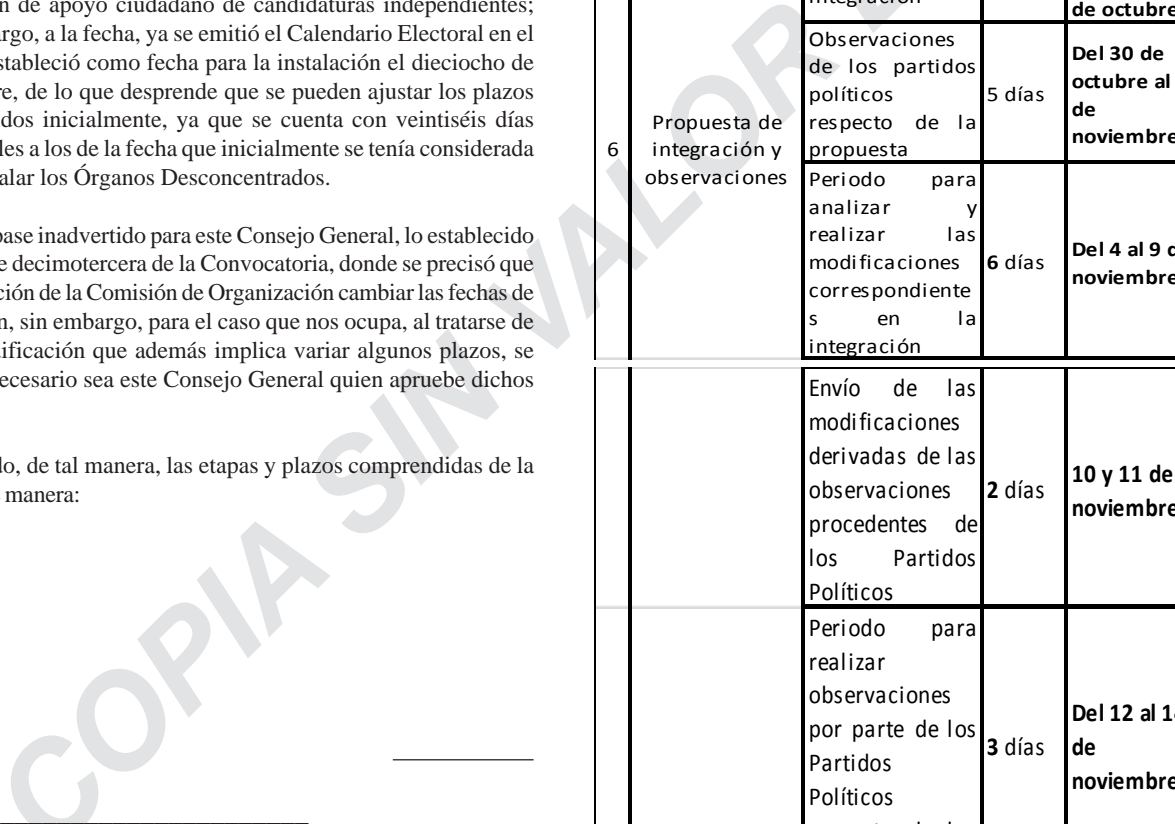 n de apoyo ciudadano de candidaturas independientes;
rgo, a la fecha, ya se emitió el Calendario Electoral en el
stableció como fecha para la instalación el dieciocho de
re, de lo que desprende que se pueden ajustar los plazos
dos inicialmente, ya que se cuenta con veintiséis días
les a los de la fecha que inicialmente se tenía considerada
alar los Órganos Desconcentrados.
pase inadvertido para este Consejo General, lo establecido
e decimotercera de la Convocatoria, donde se precisó que
ción de la Comisión de Organización cambiar las fechas de
n, sin embargo, para el caso que nos ocupa, al tratarse de
dificación que además implica variar algunos plazos, se
ecesario sea este Consejo General quien apruebe dichos
do, de tal manera, las etapas y plazos comprendidas de la
e manera:
de octubre
6
Propuesta de
integración y
observaciones
Observaciones
de los partidos
políticos
respecto de la
propuesta
5 días
Del 30 de
octubre al
de
noviembre
Periodo para
analizar y
realizar las
modificaciones
correspondiente
s en la
integración
6 días
Del 4 al 9 d
noviembre
Envío de las
modificaciones
derivadas de las
observaciones
procedentes de
los Partidos
Políticos
2 días
10 y 11 de
noviembre
Periodo para
realizar
observaciones
por parte de los
Partidos
Políticos
3 días
Del 12 al 14
de
noviembre
COPIA SIN VALOR